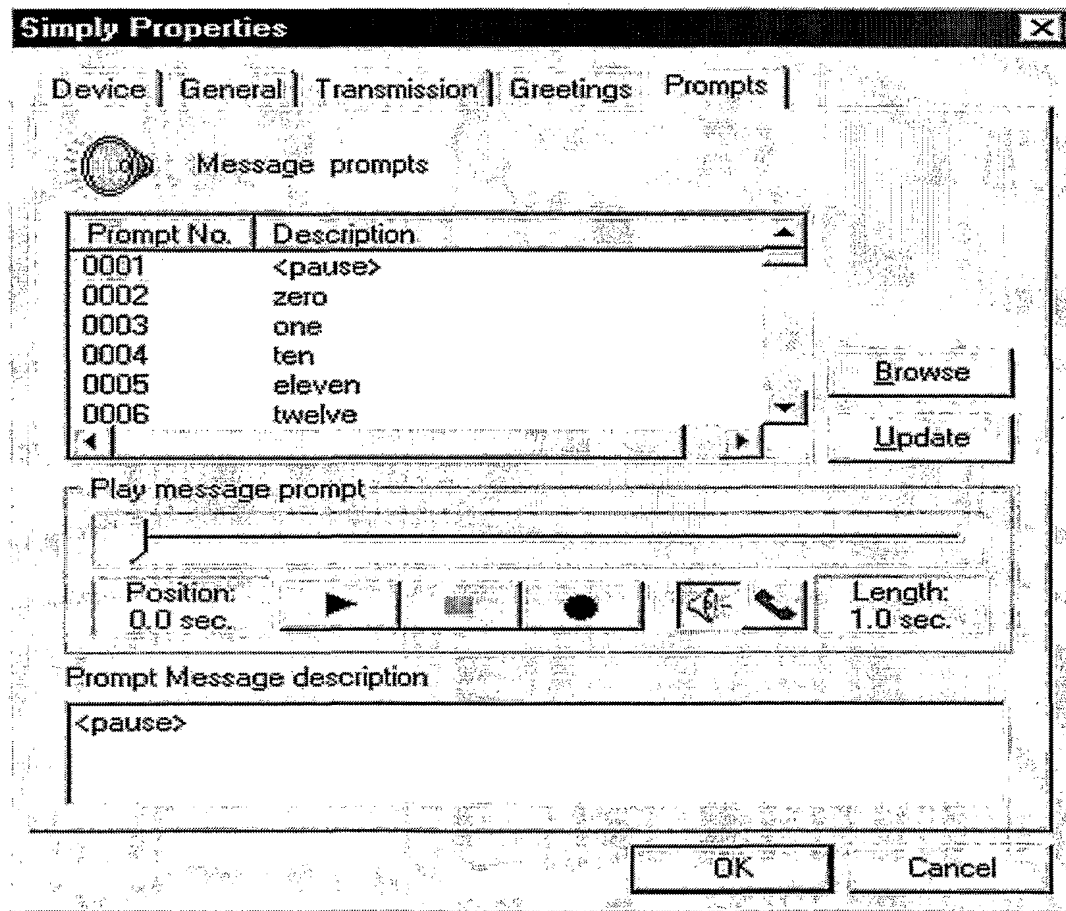 Simply Properties
Device General Transmission Greetings Prompts
Message prompts
Prompt No. Description
0001 <pause>
0002 zero
0003 one
0004 ten
0005 eleven
0006 twelve
Browse
Update
Play message prompt
Position: Length:
0.0 sec. 1.0 sec.
Prompt Message description
<pause>
OK Cancel